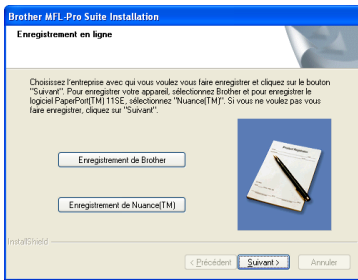 Brother MFL-Pro Suite Installation
Enregistrement en ligne
Choisissez l'entreprise avec qui vous voulez vous faire enregistrer et cliquez sur le bouton
"Suivant". Pour enregistrer votre appareil, sélectionnez Brother et pour enregistrer le
logiciel PaperPort(TM) 11SE, sélectionnez "Nuance(TM)". Si vous ne voulez pas vous
faire enregistrer, cliquez sur "Suivant".
Product Registration
Enregistrement de Brother
Enregistrement de Nuance(TM)
InstallShield
< Précédent
Suivant >
Annuler